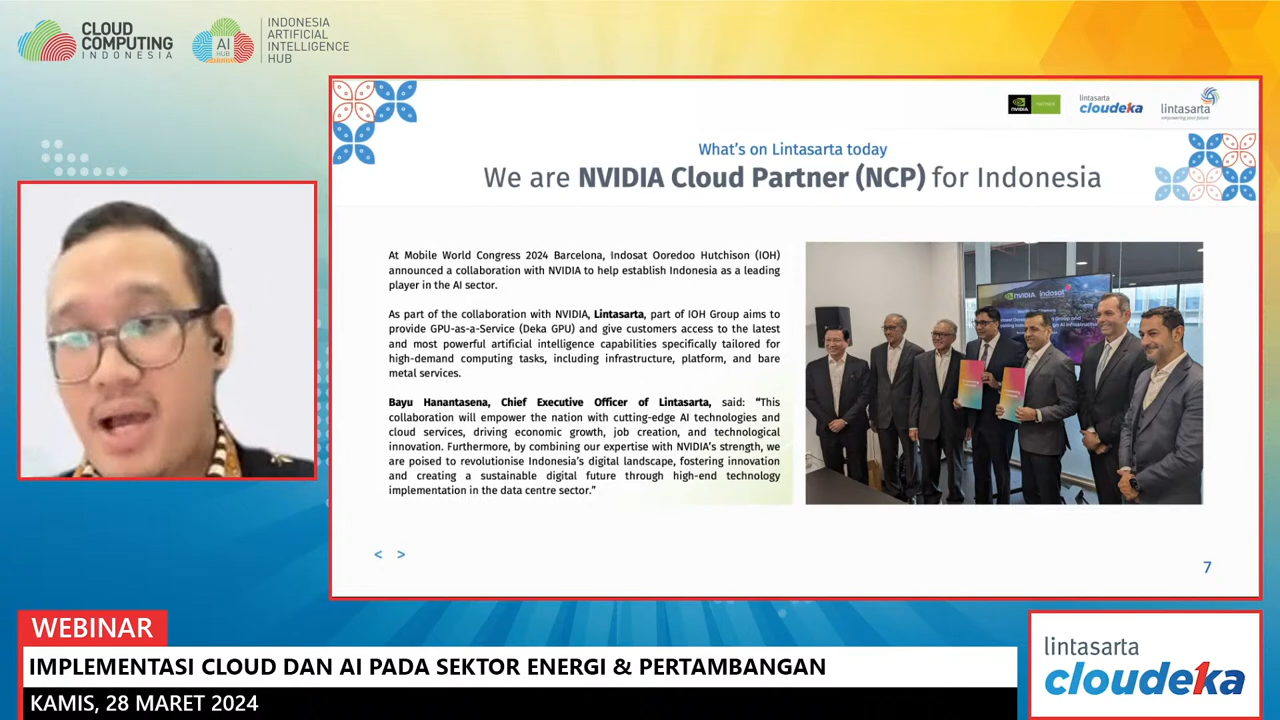 CLOUD
COMPUTING
INDONESIA
AI
HUB
INDONESIA
ARTIFICIAL
INTELLIGENCE
HUB
NVIDIA
PARTNER
lintasarta
cloudeka
lintasarta
empowering your future
What's on Lintasarta today
We are NVIDIA Cloud Partner (NCP) for Indonesia
At Mobile World Congress 2024 Barcelona, Indosat Ooredoo Hutchison (IOH)
announced a collaboration with NVIDIA to help establish Indonesia as a leading
player in the AI sector.
As part of the collaboration with NVIDIA, Lintasarta, part of IOH Group aims to
provide GPU-as-a-Service (Deka GPU) and give customers access to the latest
and most powerful artificial intelligence capabilities specifically tailored for
high-demand computing tasks, including infrastructure, platform, and bare
metal services.
Bayu Hanantasena, Chief Executive Officer of Lintasarta, said: “This
collaboration will empower the nation with cutting-edge AI technologies and
cloud services, driving economic growth, job creation, and technological
innovation. Furthermore, by combining our expertise with NVIDIA's strength, we
are poised to revolutionise Indonesia's digital landscape, fostering innovation
and creating a sustainable digital future through high-end technology
implementation in the data centre sector.”
NVIDIA indosat
< >
7
WEBINAR
IMPLEMENTASI CLOUD DAN AI PADA SEKTOR ENERGI & PERTAMBANGAN
KAMIS, 28 MARET 2024
lintasarta
cloudeka